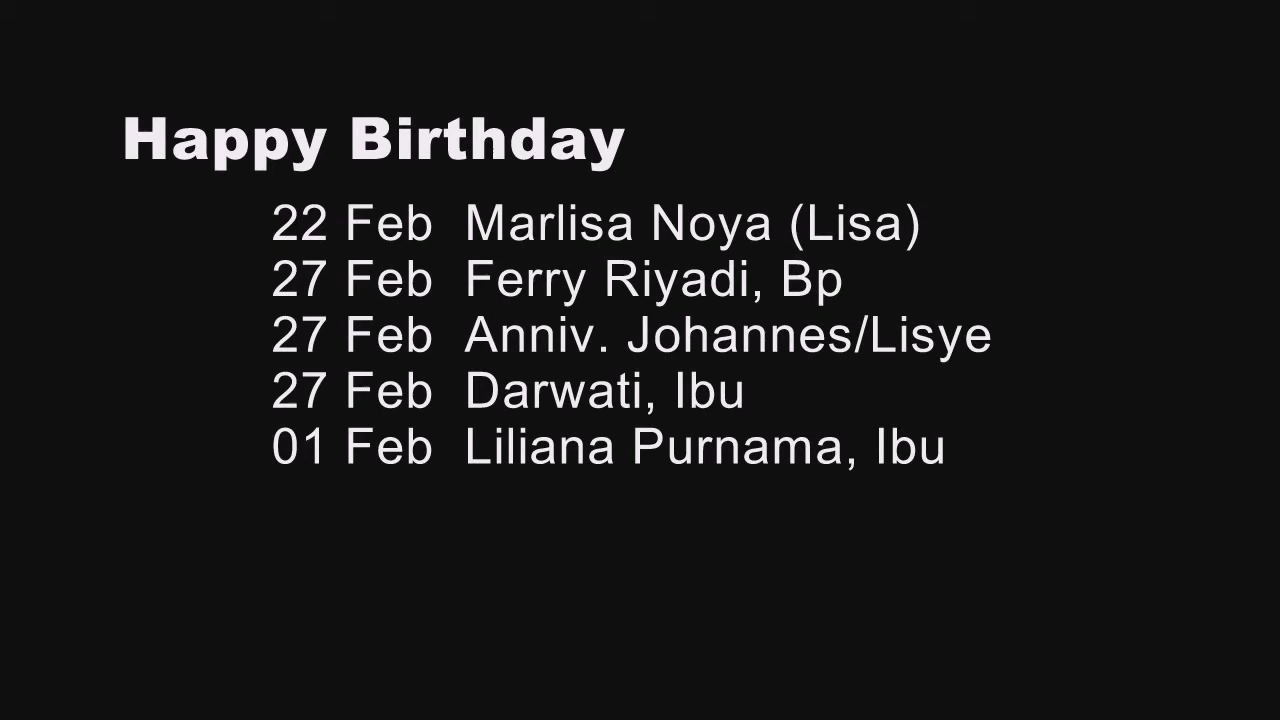 Happy Birthday
22 Feb Marlisa Noya (Lisa)
27 Feb Ferry Riyadi, Bp
27 Feb Anniv. Johannes/Lisye
27 Feb Darwati, Ibu
01 Feb Liliana Purnama, Ibu